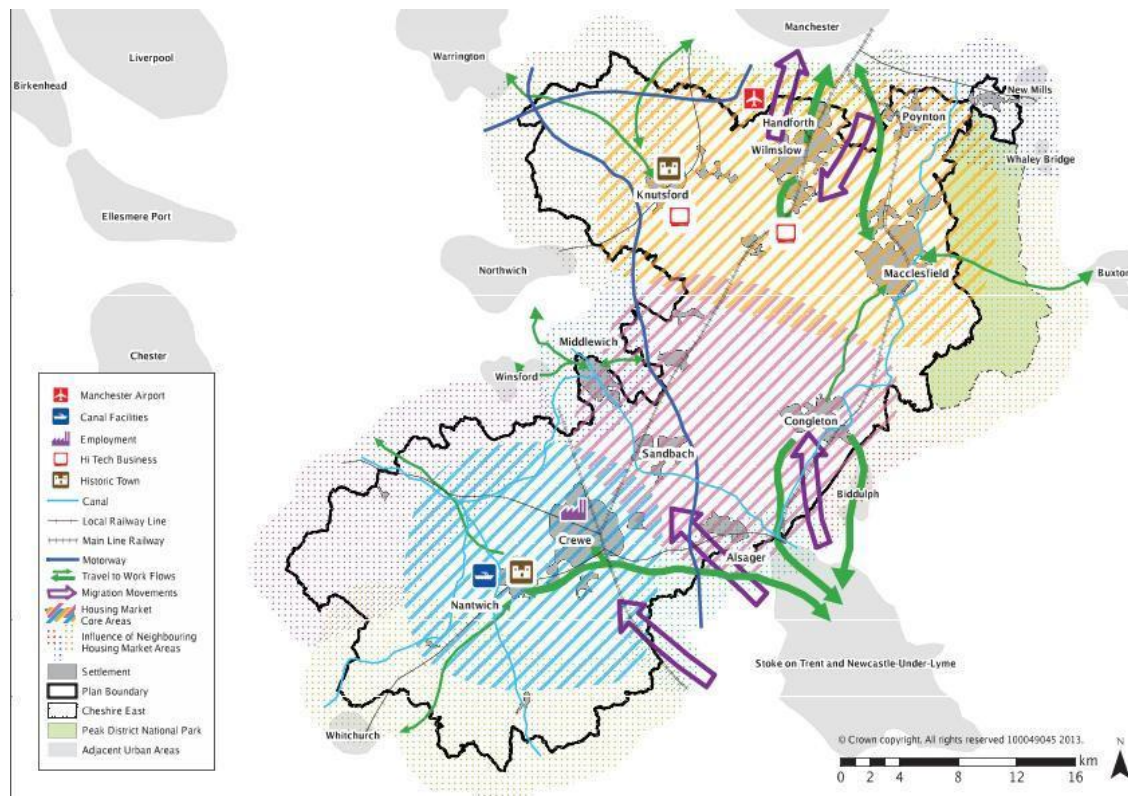 Manchester
Liverpool
Warrington
Birkenhead
New Mills
Handforth
Poynton
Wilmslow
Whaley Bridge
Knutsford
Ellesmere Port
Northwich
Macclesfield
Buxton
Middlewich
Chester
Winsford
Congleton
Sandbach
Biddulph
Crewe
Alsager
Nantwich
Stoke on Trent and Newcastle-Under-Lyme
Whitchurch
Manchester Airport
Canal Facilities
Employment
Hi Tech Business
Historic Town
Canal
Local Railway Line
Main Line Railway
Motorway
Travel to Work Flows
Migration Movements
Housing Market
Core Areas
Influence of Neighbouring
Housing Market Areas
Settlement
Plan Boundary
Cheshire East
Peak District National Park
Adjacent Urban Areas
© Crown copyright. All rights reserved 100049045 2013.
N
km
0 1 2 4 8 12 16